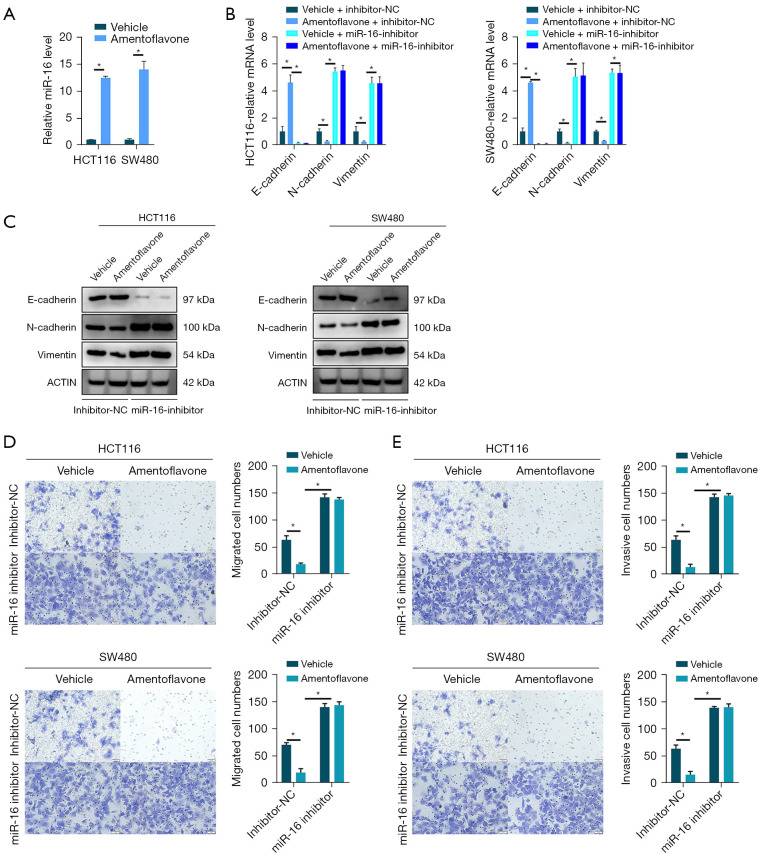 A
Vehicle
Amentoflavone
Relative miR-16 level
20
15
10
5
0
*
*
HCT116
SW480
B
Vehicle + inhibitor-NC
Amentoflavone + inhibitor-NC
Vehicle + miR-16-inhibitor
Amentoflavone + miR-16-inhibitor
HCT116-relative mRNA level
8
6
4
2
0
* *
* *
* *
E-cadherin
N-cadherin
Vimentin
Vehicle + inhibitor-NC
Amentoflavone + inhibitor-NC
Vehicle + miR-16-inhibitor
Amentoflavone + miR-16-inhibitor
SW480-relative mRNA level
8
6
4
2
0
* *
* *
* *
E-cadherin
N-cadherin
Vimentin
C
HCT116
Vehicle
Amentoflavone
Vehicle
Amentoflavone
E-cadherin
97 kDa
N-cadherin
100 kDa
Vimentin
54 kDa
ACTIN
42 kDa
Inhibitor-NC
miR-16-inhibitor
SW480
Vehicle
Amentoflavone
Vehicle
Amentoflavone
E-cadherin
97 kDa
N-cadherin
100 kDa
Vimentin
54 kDa
ACTIN
42 kDa
Inhibitor-NC
miR-16-inhibitor
D
HCT116
Vehicle
Amentoflavone
Inhibitor-NC
miR-16 inhibitor
Vehicle
Amentoflavone
Migrated cell numbers
200
150
100
50
0
*
*
Inhibitor-NC
miR-16 inhibitor
SW480
Vehicle
Amentoflavone
Inhibitor-NC
miR-16 inhibitor
Vehicle
Amentoflavone
Migrated cell numbers
200
150
100
50
0
*
*
Inhibitor-NC
miR-16 inhibitor
E
HCT116
Vehicle
Amentoflavone
Inhibitor-NC
miR-16 inhibitor
Vehicle
Amentoflavone
Invasive cell numbers
200
150
100
50
0
*
*
Inhibitor-NC
miR-16 inhibitor
SW480
Vehicle
Amentoflavone
Inhibitor-NC
miR-16 inhibitor
Vehicle
Amentoflavone
Invasive cell numbers
200
150
100
50
0
*
*
Inhibitor-NC
miR-16 inhibitor